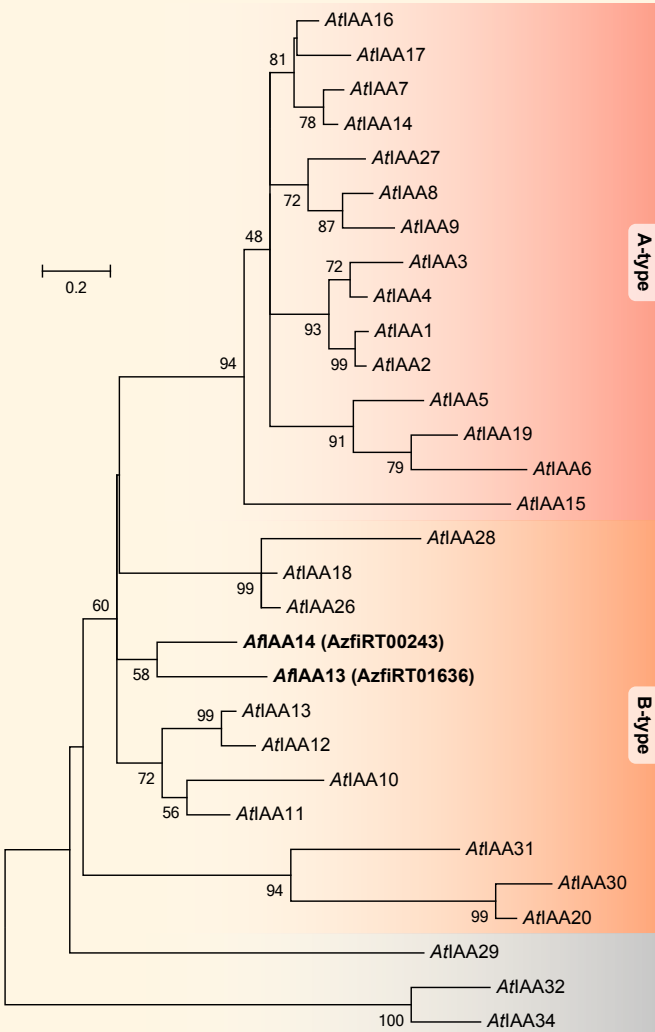 AtIAA16
81
AtIAA17
AtIAA7
78
AtIAA14
AtIAA27
72
AtIAA8
87
AtIAA9
A-type
48
72
AtIAA3
0.2
AtIAA4
93
AtIAA1
99
AtIAA2
94
AtIAA5
91
AtIAA19
79
AtIAA6
AtIAA15
AtIAA28
AtIAA18
99
AtIAA26
60
AfIAA14 (AzfiRT00243)
58
AfIAA13 (AzfiRT01636)
B-type
99
AtIAA13
AtIAA12
72
AtIAA10
56
AtIAA11
AtIAA31
94
AtIAA30
99
AtIAA20
AtIAA29
AtIAA32
100
AtIAA34